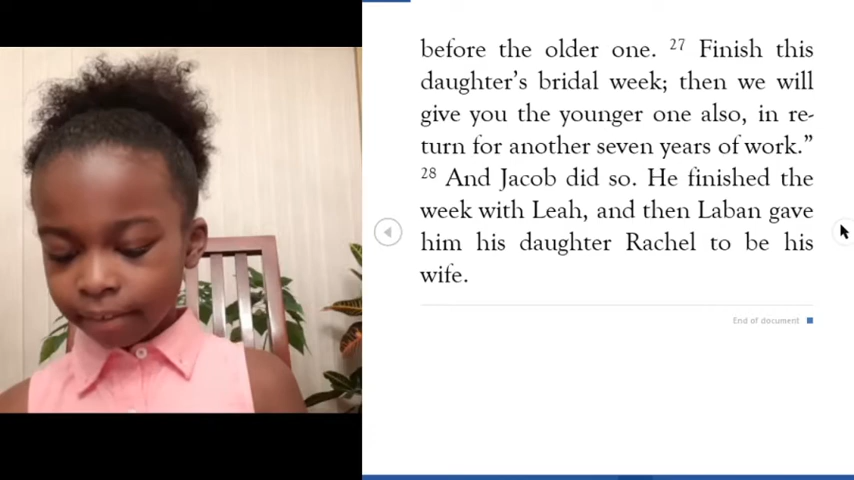 before the older one. 27 Finish this
daughter’s bridal week; then we will
give you the younger one also, in re-
turn for another seven years of work.”
28 And Jacob did so. He finished the
week with Leah, and then Laban gave
him his daughter Rachel to be his
wife.
End of document